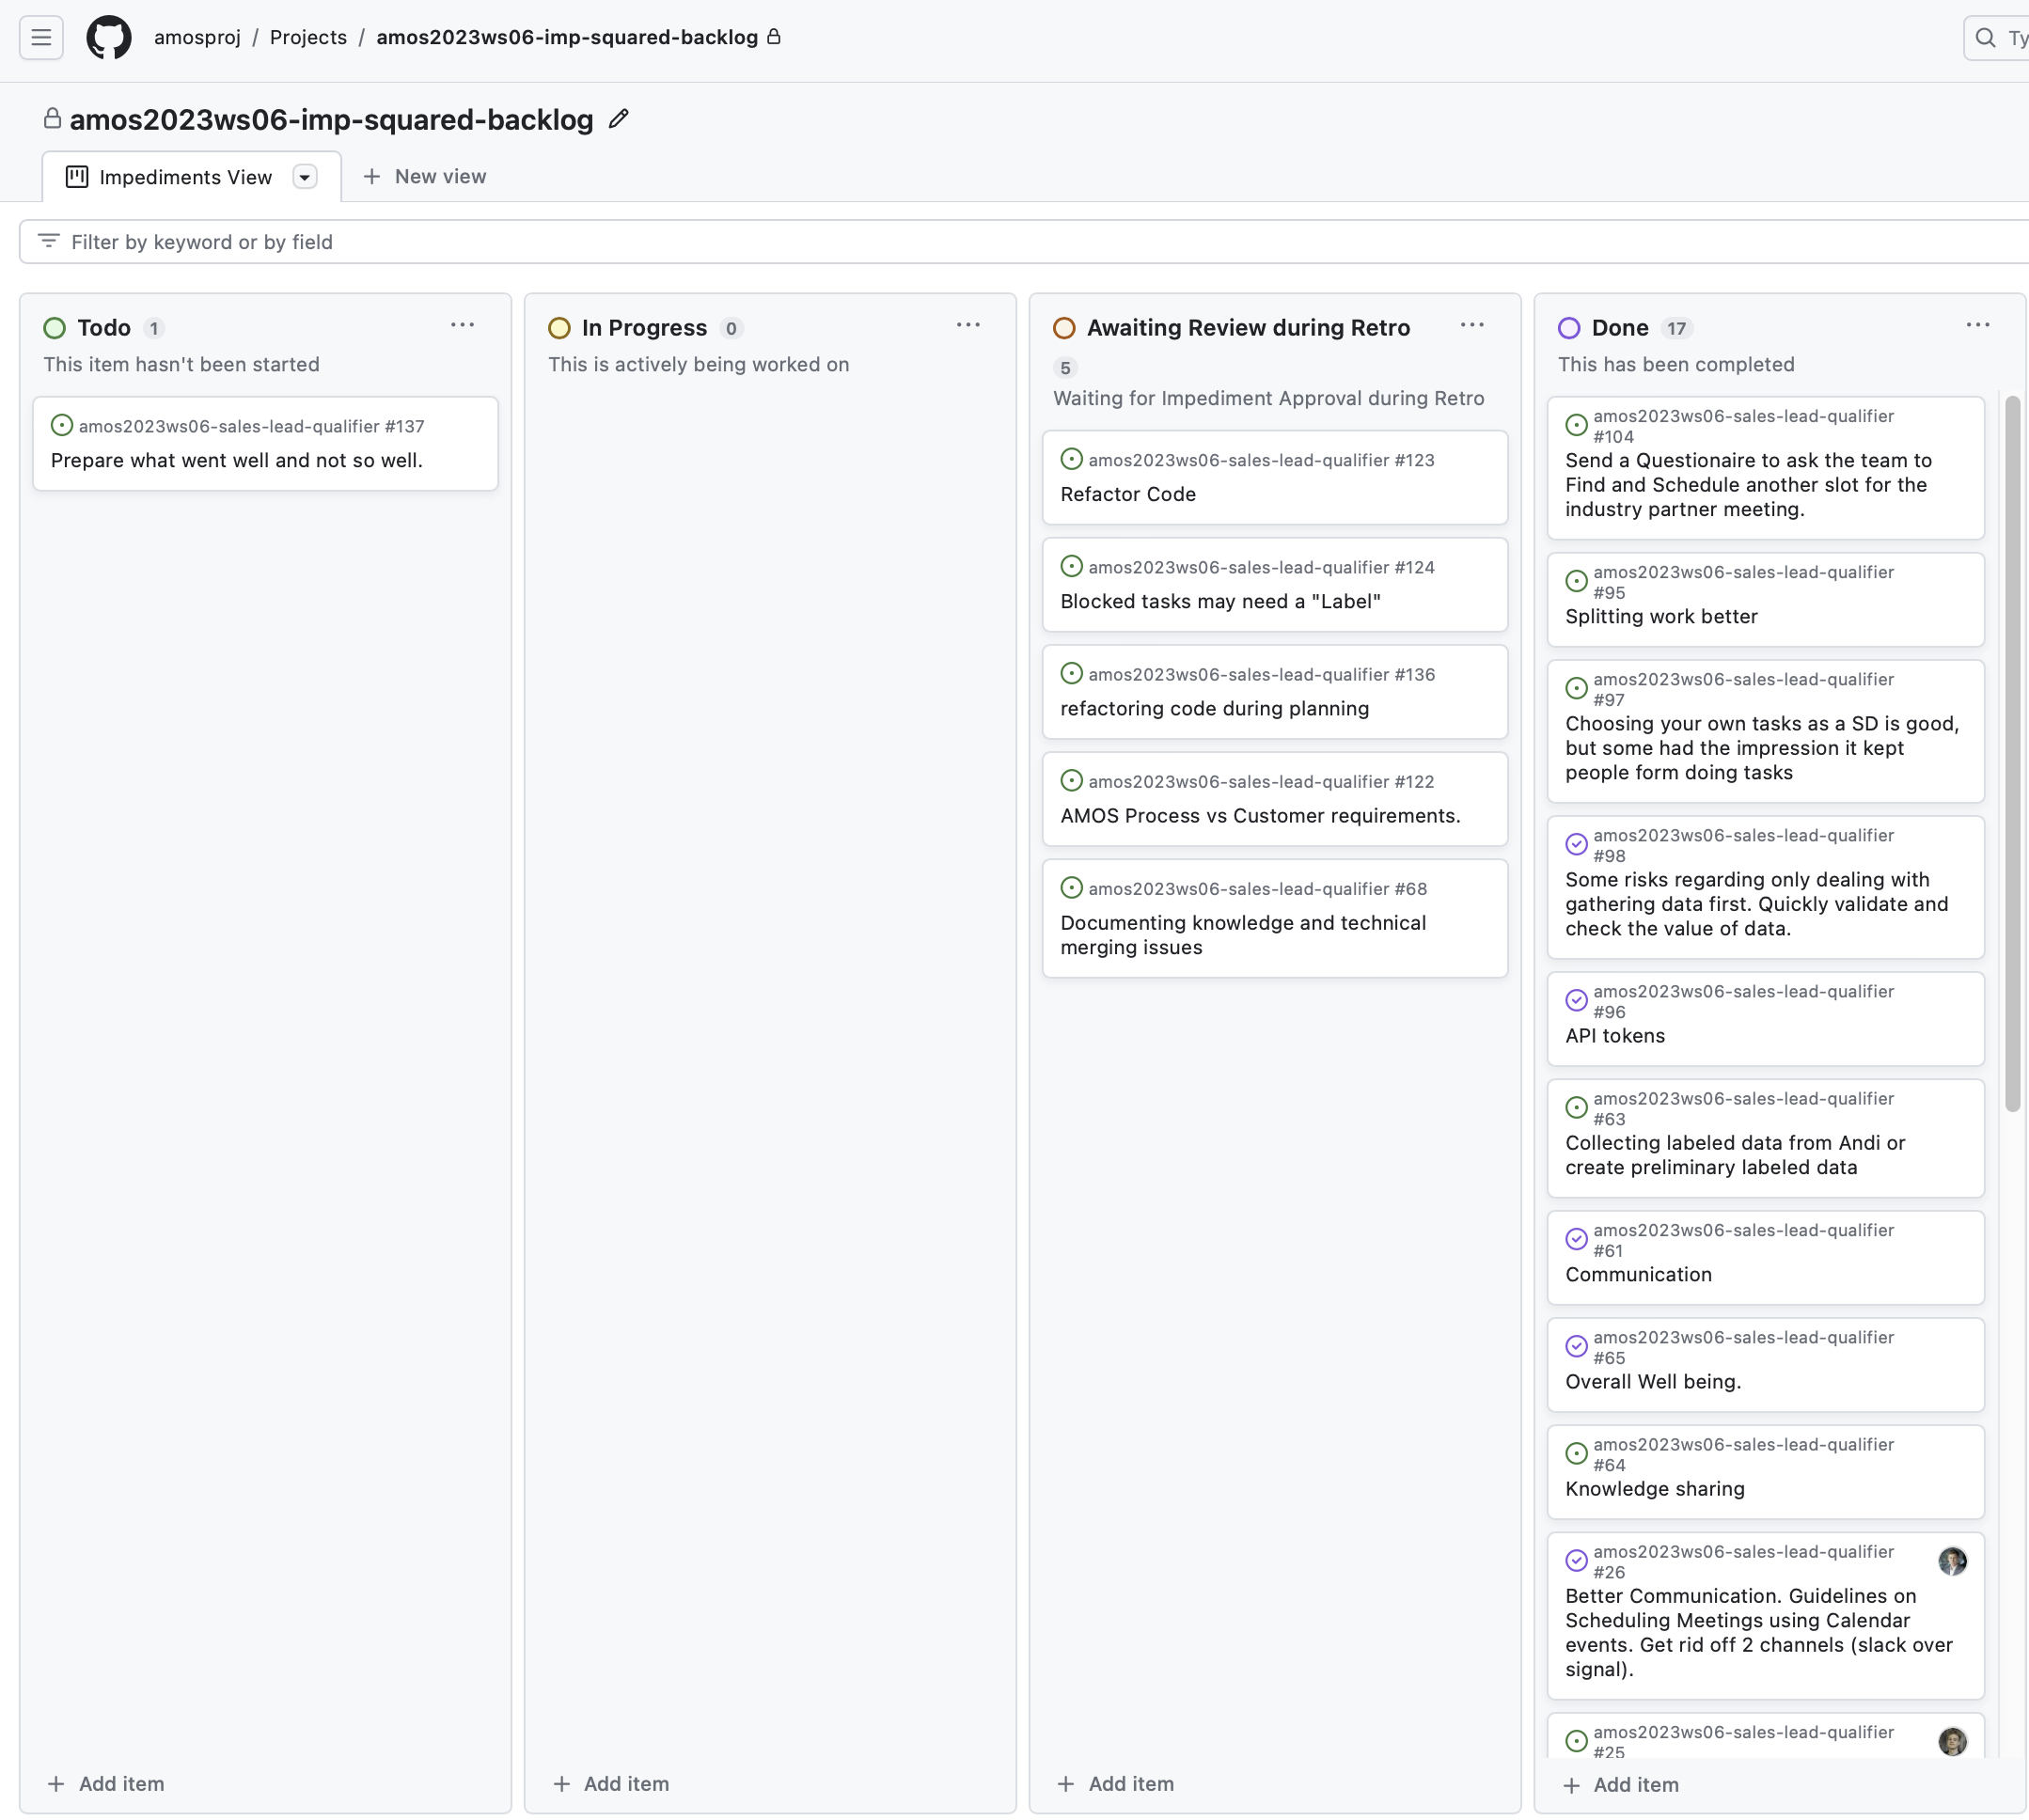 amosproj / Projects / amos2023ws06-imp-squared-backlog
Ty
amos2023ws06-imp-squared-backlog
Impediments View
New view
Filter by keyword or by field
Todo 1
This item hasn't been started
amos2023ws06-sales-lead-qualifier #137
Prepare what went well and not so well.
Add item
In Progress 0
This is actively being worked on
Add item
Awaiting Review during Retro
5
Waiting for Impediment Approval during Retro
amos2023ws06-sales-lead-qualifier #123
Refactor Code
amos2023ws06-sales-lead-qualifier #124
Blocked tasks may need a "Label"
amos2023ws06-sales-lead-qualifier #136
refactoring code during planning
amos2023ws06-sales-lead-qualifier #122
AMOS Process vs Customer requirements.
amos2023ws06-sales-lead-qualifier #68
Documenting knowledge and technical
merging issues
Add item
Done 17
This has been completed
amos2023ws06-sales-lead-qualifier
#104
Send a Questionaire to ask the team to
Find and Schedule another slot for the
industry partner meeting.
amos2023ws06-sales-lead-qualifier
#95
Splitting work better
amos2023ws06-sales-lead-qualifier
#97
Choosing your own tasks as a SD is good,
but some had the impression it kept
people form doing tasks
amos2023ws06-sales-lead-qualifier
#98
Some risks regarding only dealing with
gathering data first. Quickly validate and
check the value of data.
amos2023ws06-sales-lead-qualifier
#96
API tokens
amos2023ws06-sales-lead-qualifier
#63
Collecting labeled data from Andi or
create preliminary labeled data
amos2023ws06-sales-lead-qualifier
#61
Communication
amos2023ws06-sales-lead-qualifier
#65
Overall Well being.
amos2023ws06-sales-lead-qualifier
#64
Knowledge sharing
amos2023ws06-sales-lead-qualifier
#26
Better Communication. Guidelines on
Scheduling Meetings using Calendar
events. Get rid off 2 channels (slack over
signal).
amos2023ws06-sales-lead-qualifier
#25
Add item